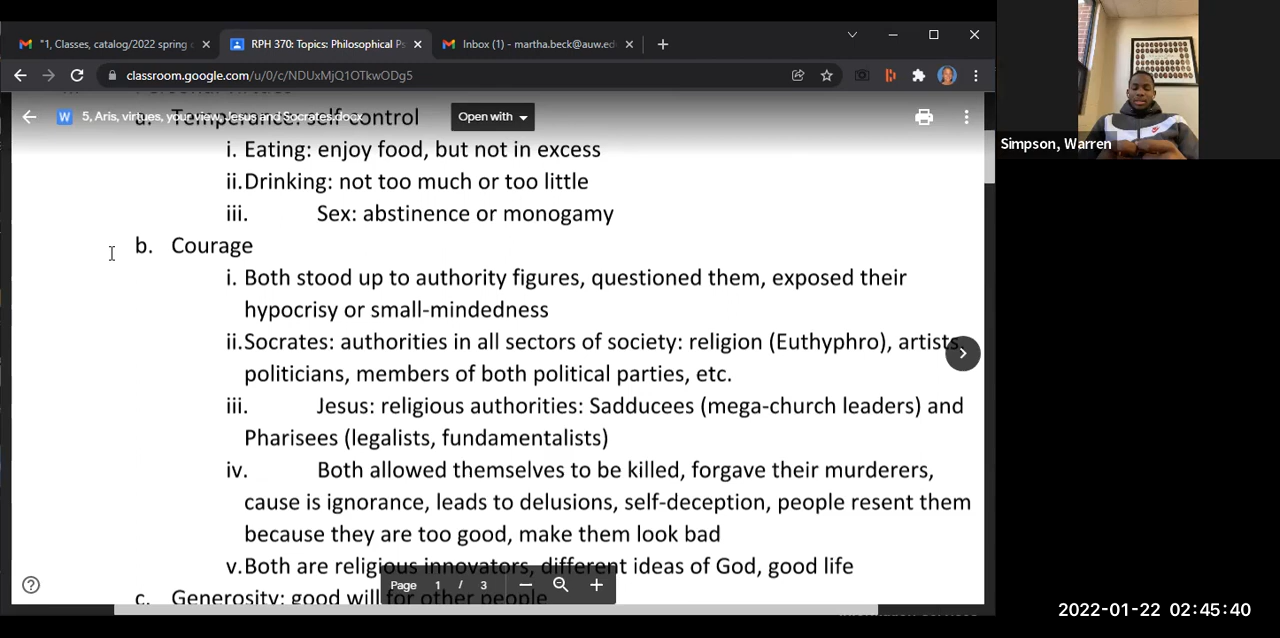 "1, Classes, catalog/2022 spring
RPH 370: Topics: Philosophical Ps
Inbox (1) - martha.beck@auw.ed
classroom.google.com/u/0/c/NDUxMjQ1OTkwODg5
5, Aris, virtues, your view, Jesus and Socrates.docx
Open with
a. Temperance: self-control
i. Eating: enjoy food, but not in excess
ii. Drinking: not too much or too little
iii. Sex: abstinence or monogamy
b. Courage
i. Both stood up to authority figures, questioned them, exposed their
hypocrisy or small-mindedness
ii. Socrates: authorities in all sectors of society: religion (Euthyphro), artists,
politicians, members of both political parties, etc.
iii. Jesus: religious authorities: Sadducees (mega-church leaders) and
Pharisees (legalists, fundamentalists)
iv. Both allowed themselves to be killed, forgave their murderers,
cause is ignorance, leads to delusions, self-deception, people resent them
because they are too good, make them look bad
v. Both are religious innovators, different ideas of God, good life
Page 1 / 3
c. Generosity: good will for other people
Simpson, Warren
2022-01-22 02:45:40